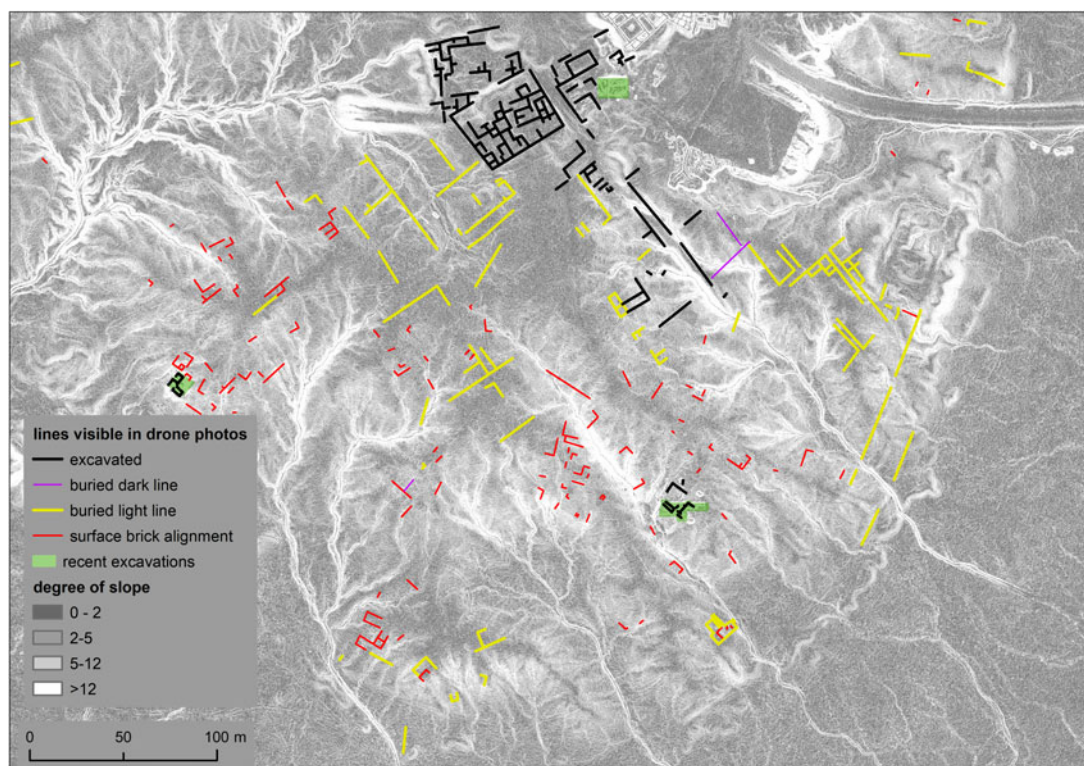 lines visible in drone photos
excavated
buried dark line
buried light line
surface brick alignment
recent excavations
degree of slope
0 - 2
2-5
5-12
>12
0 50 100 m